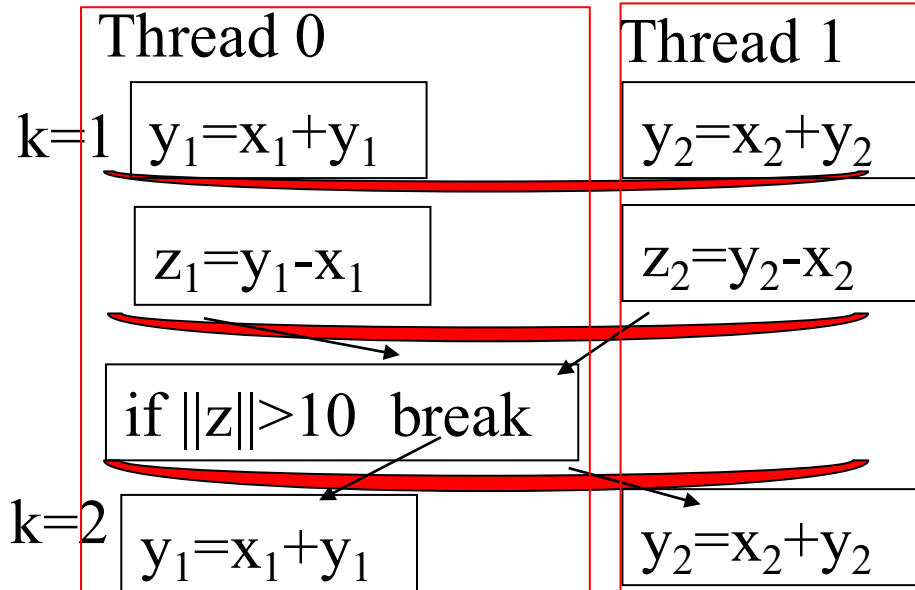 Thread 0 Thread 1
k=1 y₁=x₁+y₁ y₂=x₂+y₂
z₁=y₁-x₁ z₂=y₂-x₂
if ||z||>10 break
k=2 y₁=x₁+y₁ y₂=x₂+y₂